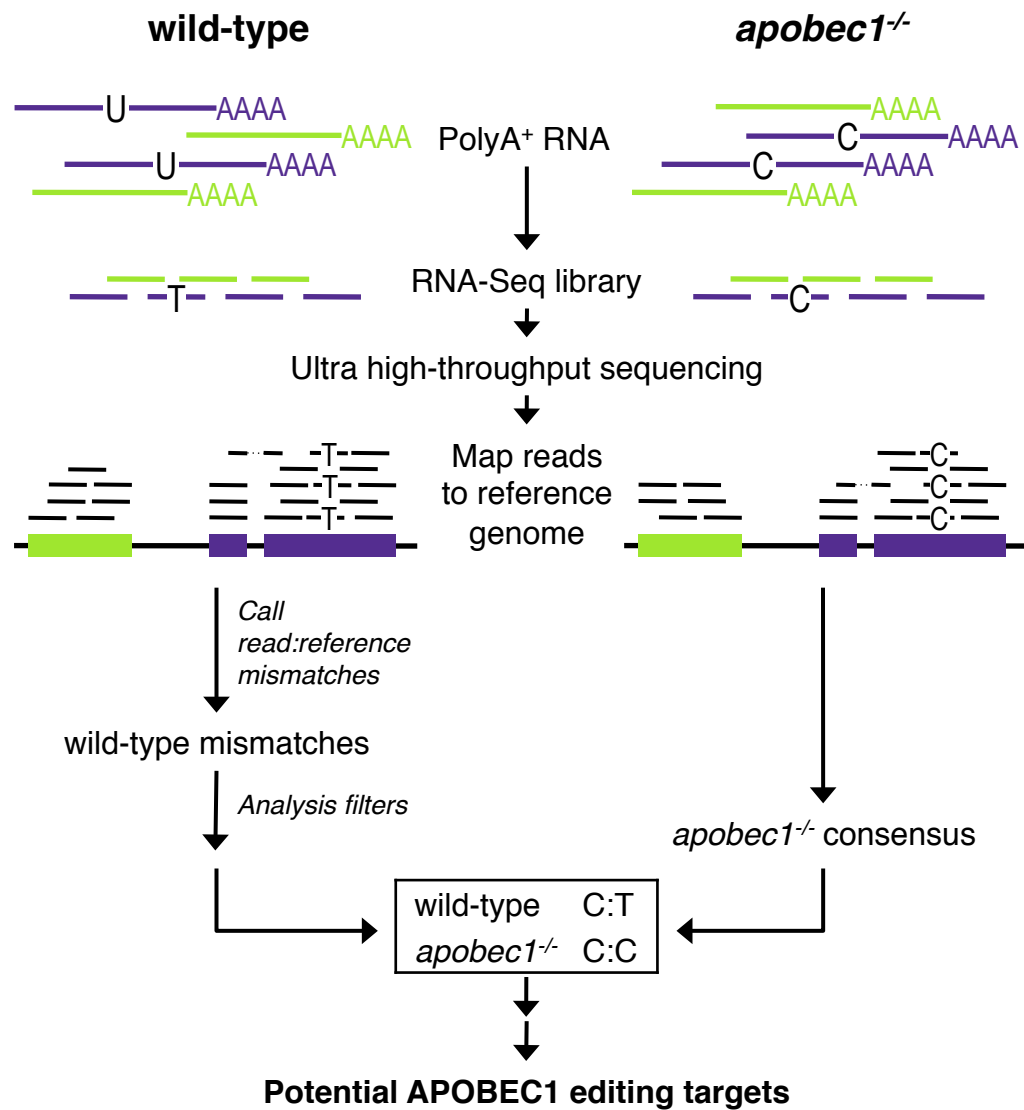 wild-type
apobec1-/-
U
AAAA
AAAA
U
AAAA
AAAA
PolyA+ RNA
AAAA
C
AAAA
C
AAAA
AAAA
T
RNA-Seq library
C
Ultra high-throughput sequencing
T
T
T
Map reads
to reference
genome
C
C
C
Call
read:reference
mismatches
wild-type mismatches
Analysis filters
apobec1-/- consensus
wild-type C:T
apobec1-/- C:C
Potential APOBEC1 editing targets